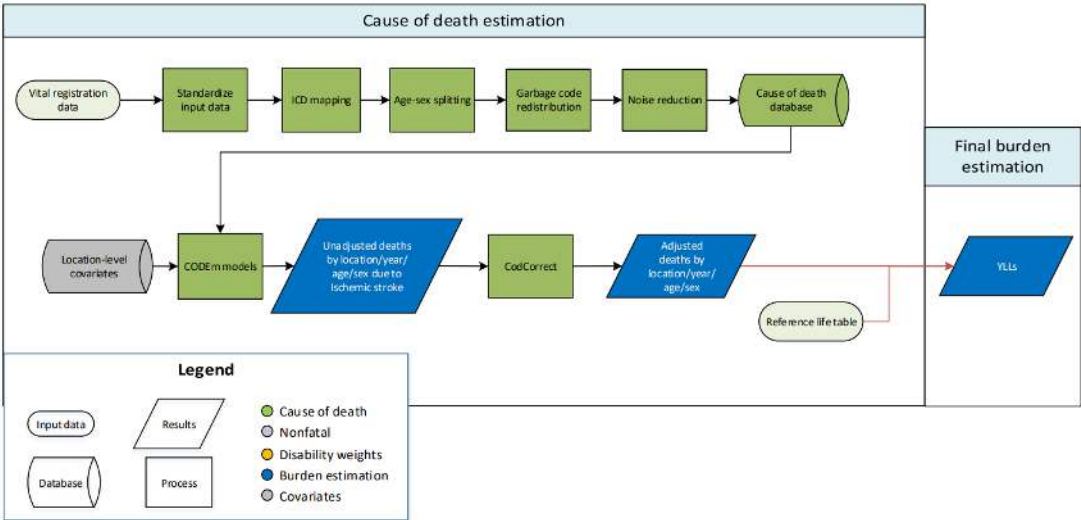 Cause of death estimation
Vital registration
data
Standardize
input data
ICD mapping
Age-sex splitting
Garbage code
redistribution
Noise reduction
Cause of death
database
Final burden
estimation
Location-level
covariates
CODEm models
Unadjusted deaths
by location/year/
age/sex due to
ischemic stroke
CodCorrect
Adjusted
deaths by
location/year/
age/sex
YLLs
Reference life table
Legend
Input data
Results
Database
Process
Cause of death
Nonfatal
Disability weights
Burden estimation
Covariates